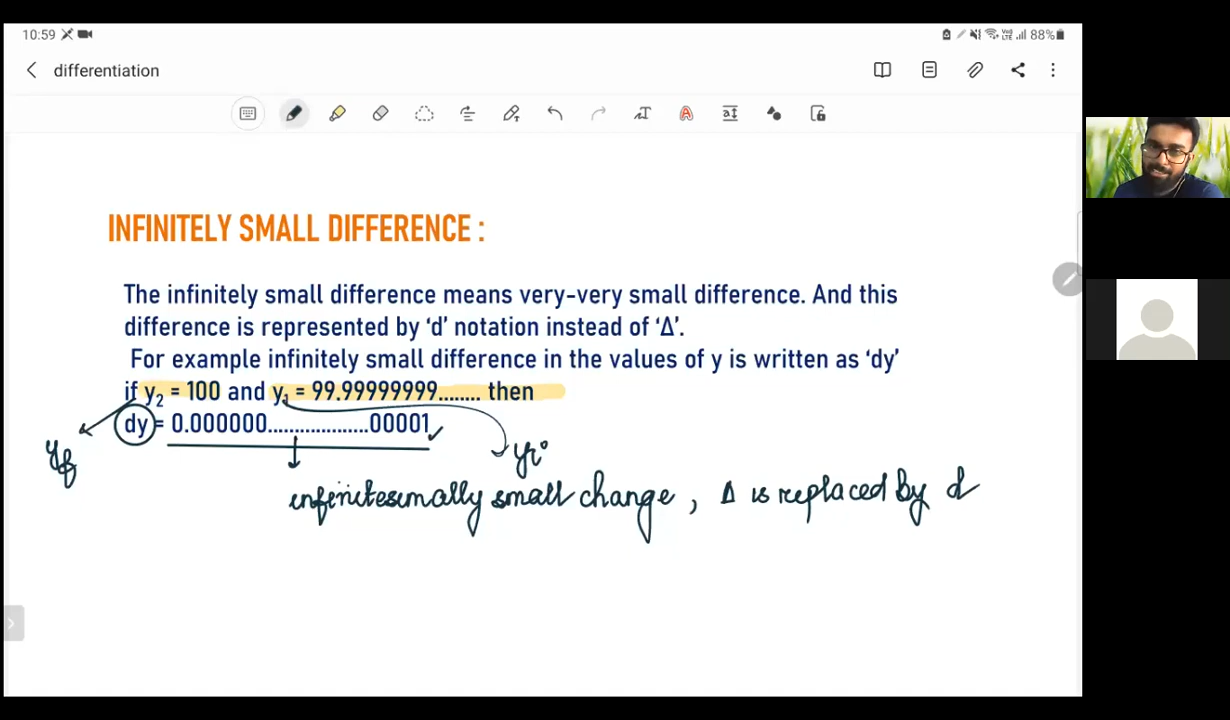 10:59
88%
differentiation
INFINITELY SMALL DIFFERENCE :
The infinitely small difference means very-very small difference. And this
difference is represented by ‘d’ notation instead of ‘Δ’.
For example infinitely small difference in the values of y is written as ‘dy’
if y₂ = 100 and y₁ = 99.99999999........ then
dy = 0.000000...................00001
yf
yi
infinitesimally small change, Δ is replaced by d